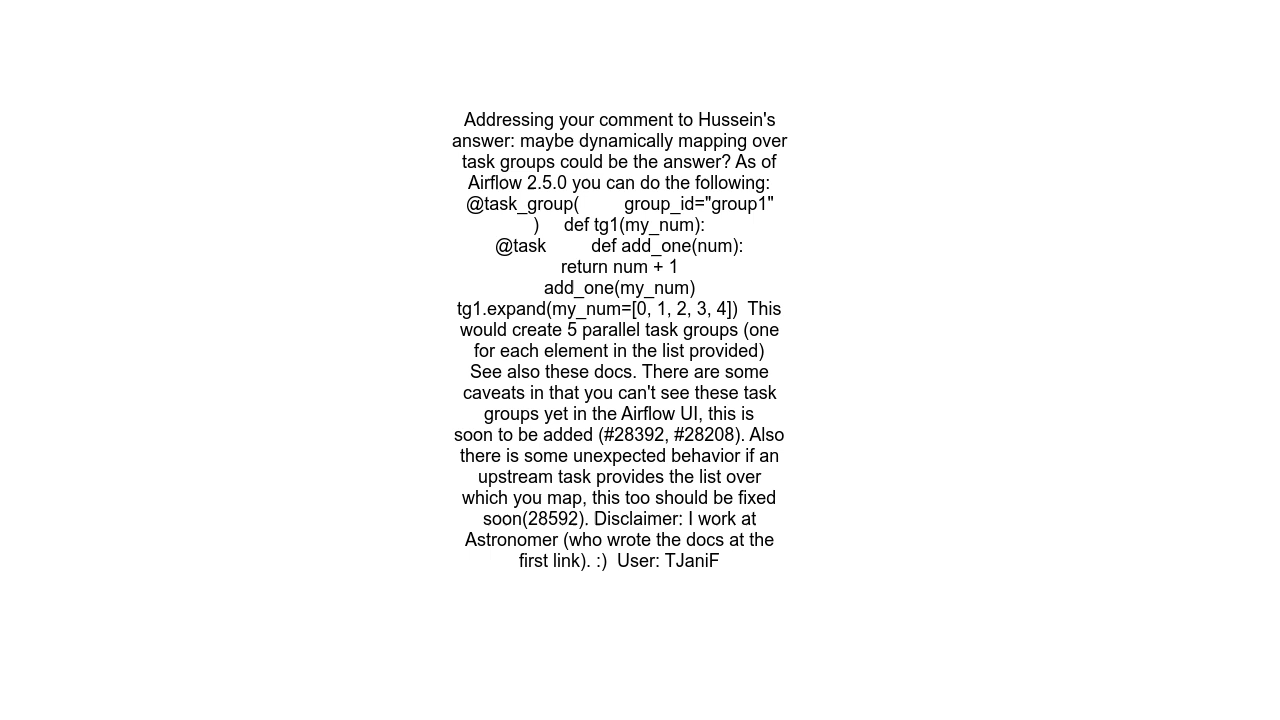 Addressing your comment to Hussein's
answer: maybe dynamically mapping over
task groups could be the answer? As of
Airflow 2.5.0 you can do the following:
@task_group(         group_id="group1"
)     def tg1(my_num):
@task         def add_one(num):
return num + 1
add_one(my_num)
tg1.expand(my_num=[0, 1, 2, 3, 4])  This
would create 5 parallel task groups (one
for each element in the list provided)
See also these docs. There are some
caveats in that you can't see these task
groups yet in the Airflow UI, this is
soon to be added (#28392, #28208). Also
there is some unexpected behavior if an
upstream task provides the list over
which you map, this too should be fixed
soon(28592). Disclaimer: I work at
Astronomer (who wrote the docs at the
first link). :)  User: TJaniF